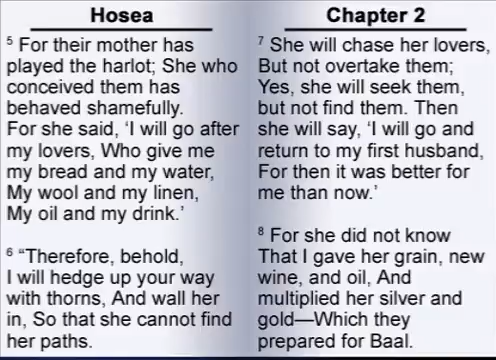 Hosea
5 For their mother has
played the harlot; She who
conceived them has
behaved shamefully.
For she said, ‘I will go after
my lovers, Who give me
my bread and my water,
My wool and my linen,
My oil and my drink.’
6 “Therefore, behold,
I will hedge up your way
with thorns, And wall her
in, So that she cannot find
her paths.
Chapter 2
7 She will chase her lovers,
But not overtake them;
Yes, she will seek them,
but not find them. Then
she will say, ‘I will go and
return to my first husband,
For then it was better for
me than now.’
8 For she did not know
That I gave her grain, new
wine, and oil, And
multiplied her silver and
gold—Which they
prepared for Baal.